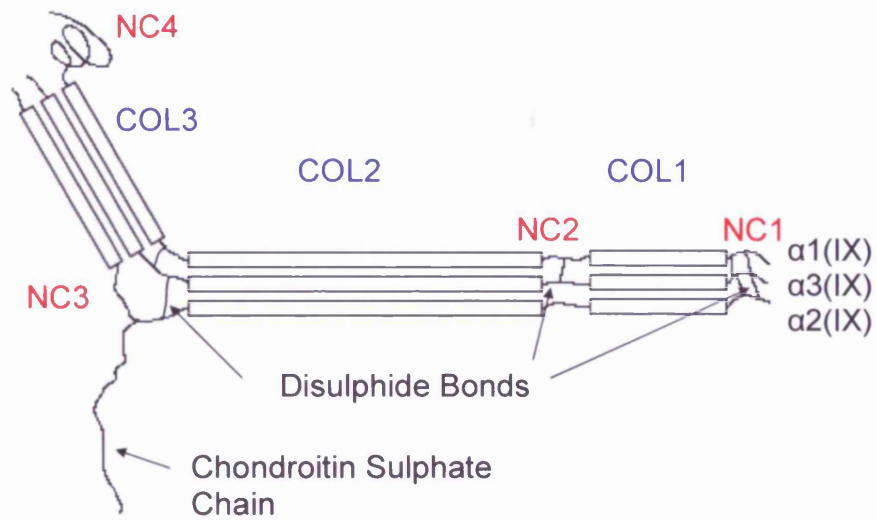 NC4
COL3
COL2
COL1
NC2
NC1
α1(IX)
α3(IX)
α2(IX)
NC3
Disulphide Bonds
Chondroitin Sulphate
Chain